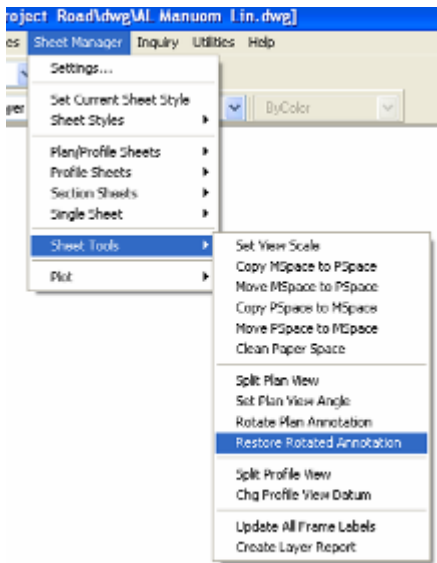 oject Road\dwg\AL Manuom Lin.dwg]
es Sheet Manager Inquiry Utilities Help
Settings...
yer
Set Current Sheet Style
ByColor
Sheet Styles
Plan/Profile Sheets
Profile Sheets
Section Sheets
Single Sheet
Sheet Tools
Plot
Set View Scale
Copy MSpace to PSpace
Move MSpace to PSpace
Copy PSpace to MSpace
Move PSpace to MSpace
Clean Paper Space
Split Plan View
Set Plan View Angle
Rotate Plan Annotation
Restore Rotated Annotation
Split Profile View
Chg Profile View Datum
Update All Frame Labels
Create Layer Report